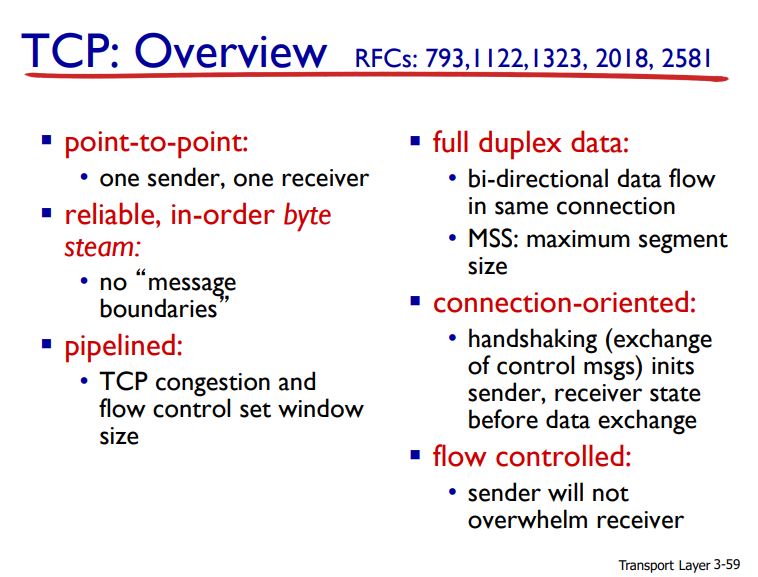 TCP: Overview RFCs: 793,1122,1323, 2018, 2581
▪ point-to-point:
• one sender, one receiver
▪ reliable, in-order byte
steam:
• no “message
boundaries”
▪ pipelined:
• TCP congestion and
flow control set window
size
▪ full duplex data:
• bi-directional data flow
in same connection
• MSS: maximum segment
size
▪ connection-oriented:
• handshaking (exchange
of control msgs) inits
sender, receiver state
before data exchange
▪ flow controlled:
• sender will not
overwhelm receiver
Transport Layer 3-59